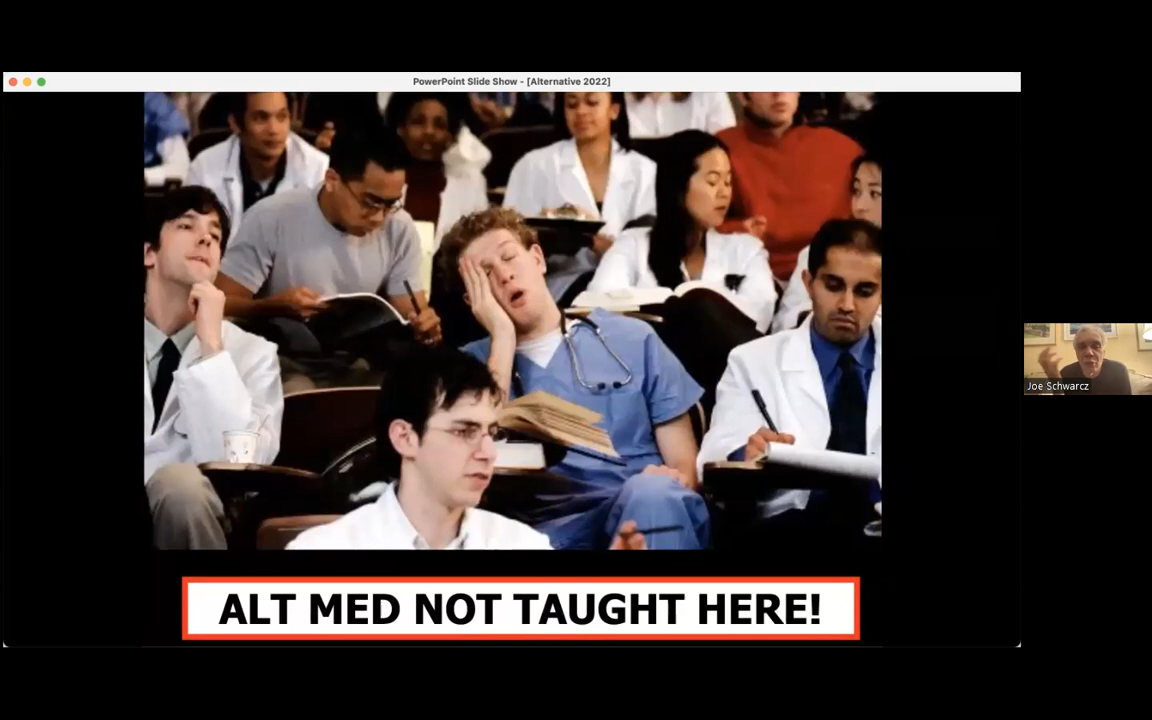 PowerPoint Slide Show - [Alternative 2022]
Joe Schwarcz
ALT MED NOT TAUGHT HERE!